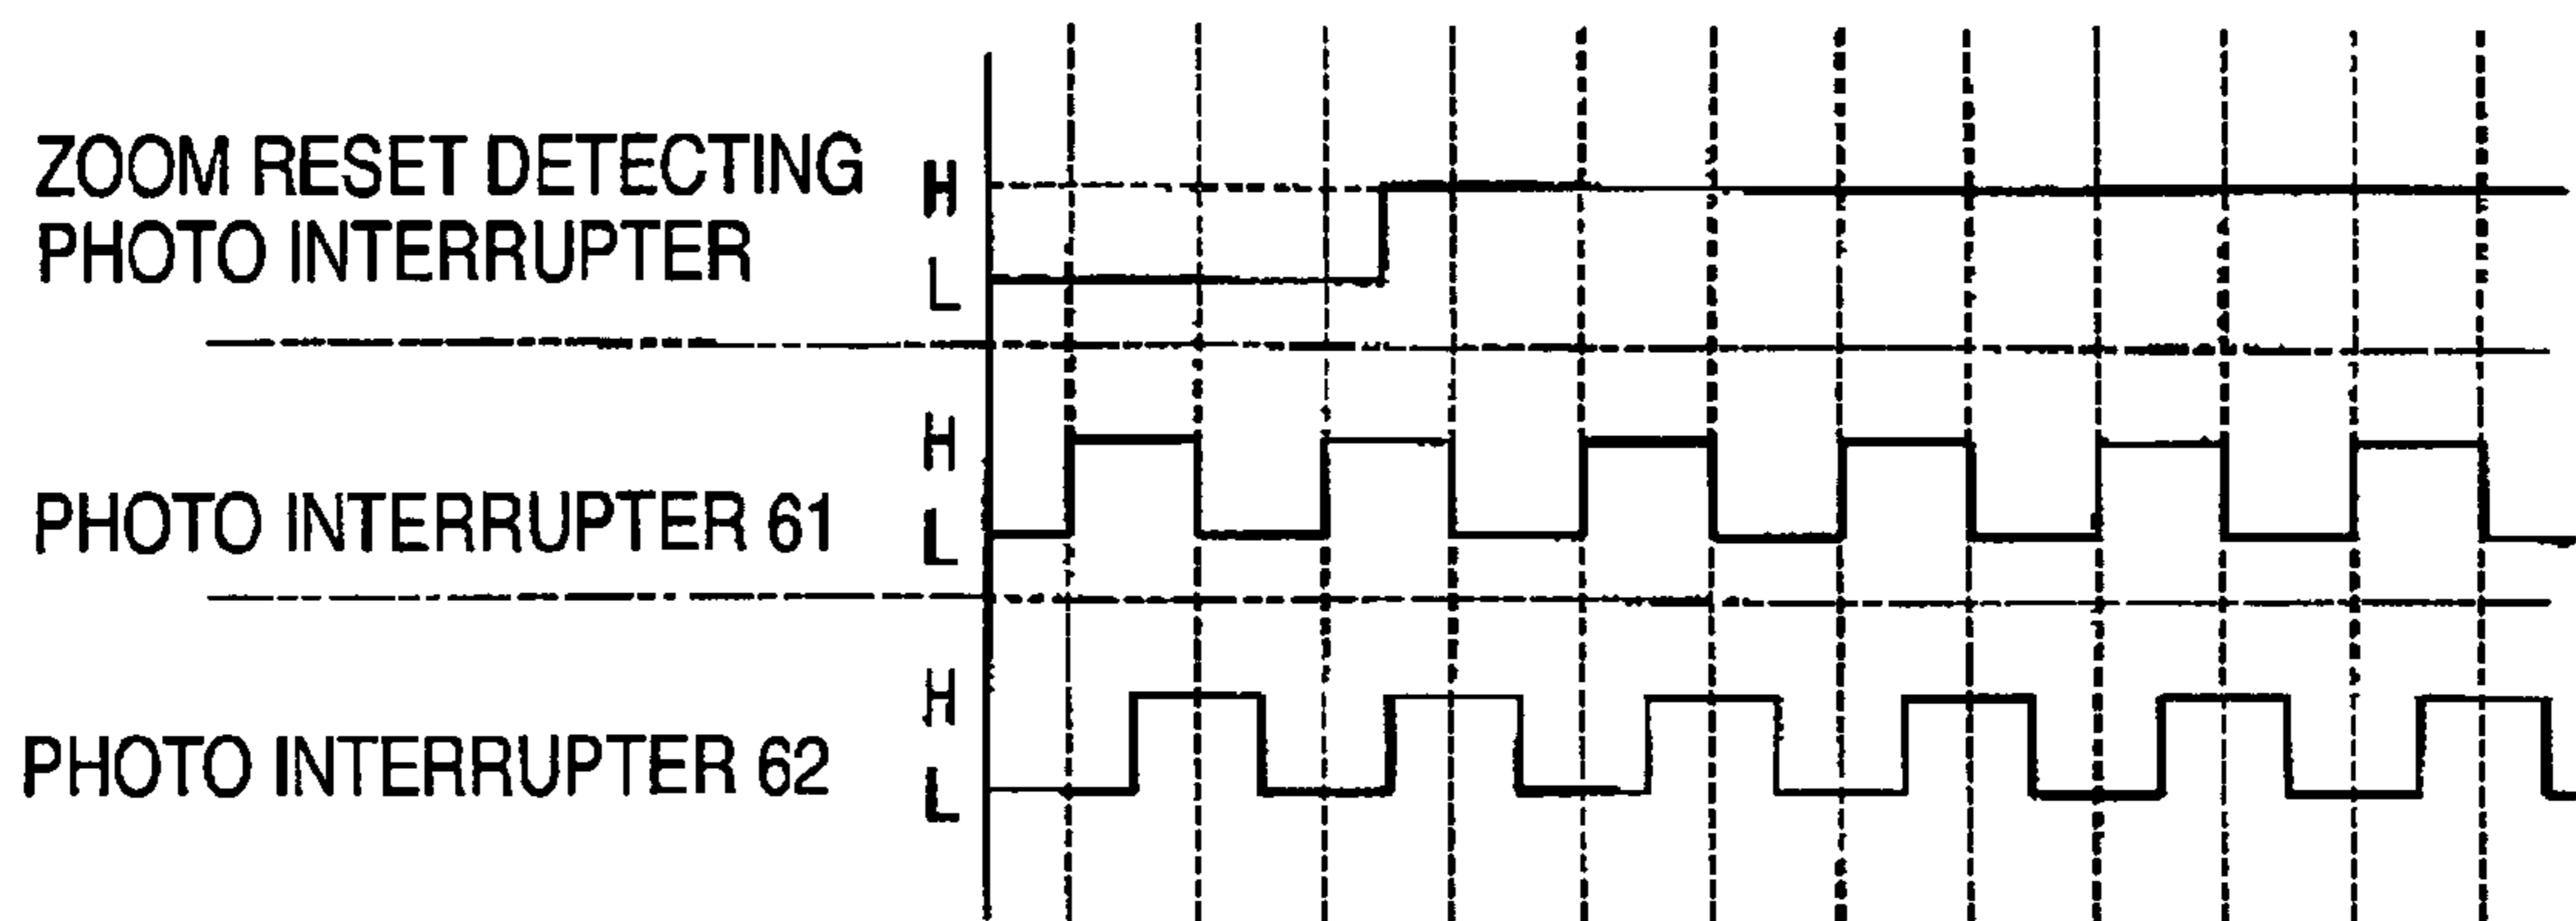 ZOOM RESET DETECTING
PHOTO INTERRUPTER
H
L
PHOTO INTERRUPTER 61
H
L
PHOTO INTERRUPTER 62
H
L